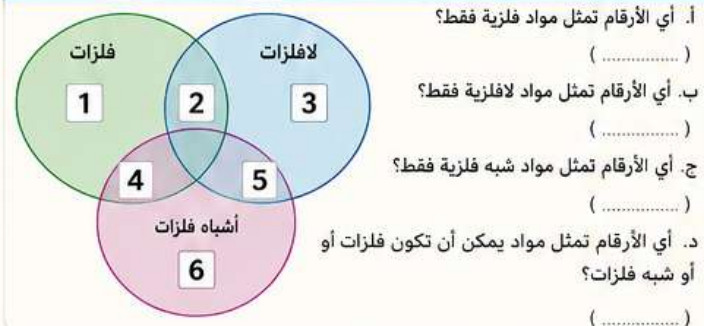 أ. أي الأرقام تمثل مواد فلزية فقط؟
( ................ )
ب. أي الأرقام تمثل مواد لافلزية فقط؟
( ................ )
ج. أي الأرقام تمثل مواد شبه فلزية فقط؟
( ................ )
د. أي الأرقام تمثل مواد يمكن أن تكون فلزات أو
أو شبه فلزات؟
( ................ )
فلزات
لافلزات
1
2
3
4
5
أشباه فلزات
6